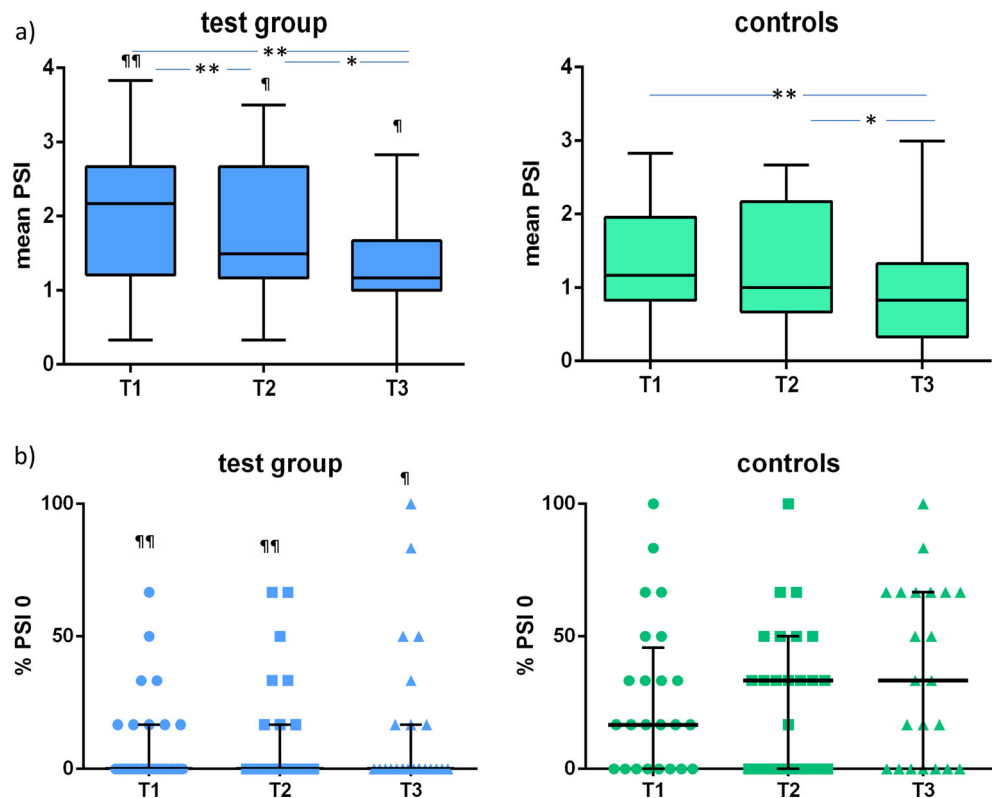 a)
test group
controls
**
¶¶
**
*
¶
¶
**
*
mean PSI
4
3
2
1
0
T1
T2
T3
mean PSI
4
3
2
1
0
T1
T2
T3
b)
test group
controls
¶¶
¶¶
¶
% PSI 0
100
50
0
T1
T2
T3
% PSI 0
100
50
0
T1
T2
T3